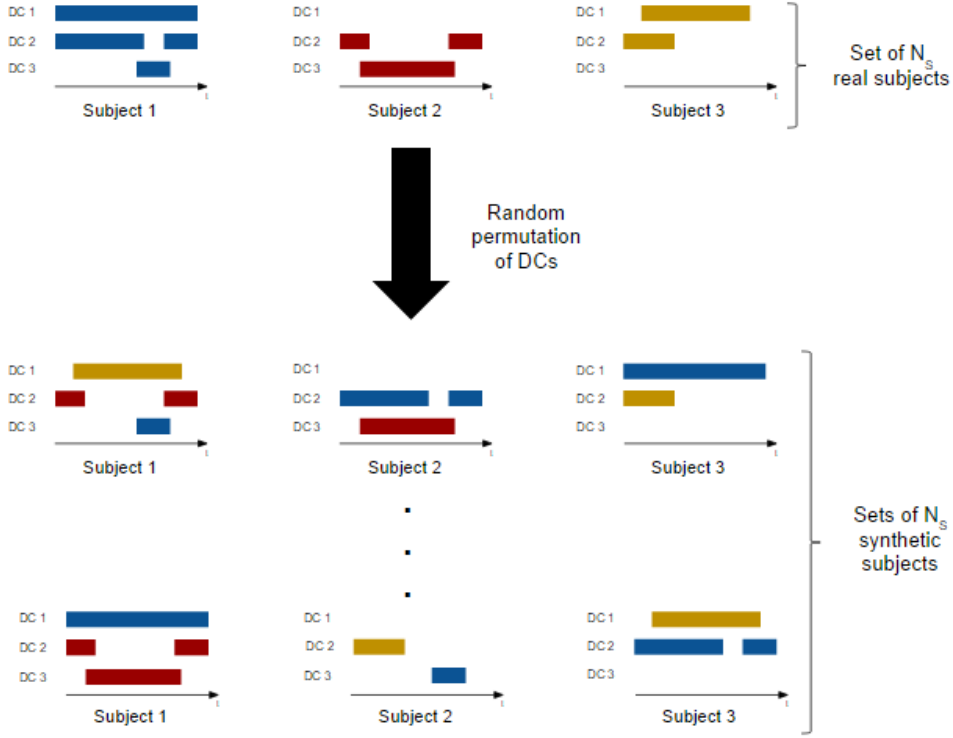 DC 1
DC 2
DC 3
t
Subject 1
DC 1
DC 2
DC 3
t
Subject 2
DC 1
DC 2
DC 3
t
Subject 3
Set of N_S
real subjects
Random
permutation
of DCs
DC 1
DC 2
DC 3
t
Subject 1
DC 1
DC 2
DC 3
t
Subject 2
DC 1
DC 2
DC 3
t
Subject 3
Sets of N_S
synthetic
subjects
DC 1
DC 2
DC 3
t
Subject 1
DC 1
DC 2
DC 3
t
Subject 2
DC 1
DC 2
DC 3
t
Subject 3